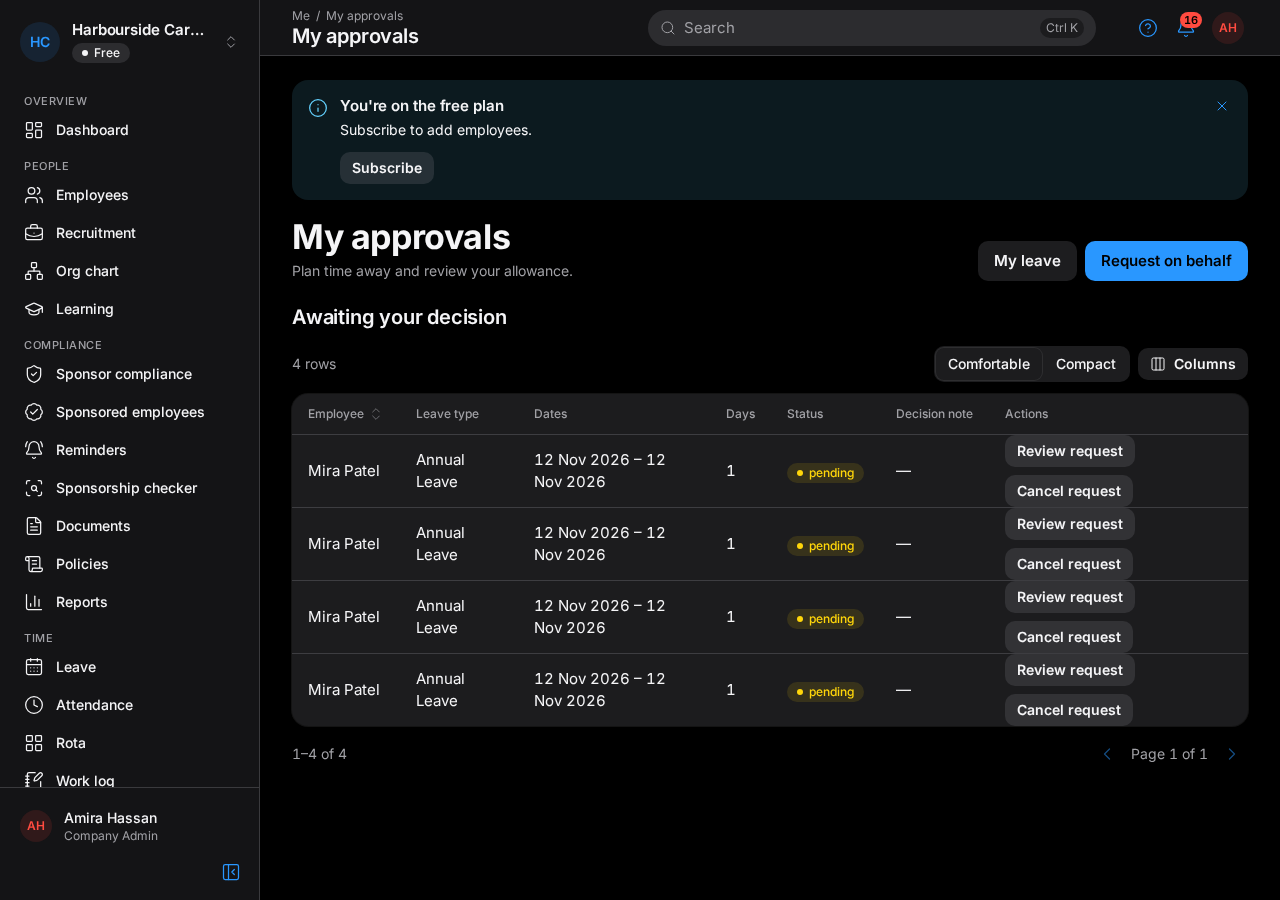 HC
Harbourside Car...
Free
OVERVIEW
Dashboard
PEOPLE
Employees
Recruitment
Org chart
Learning
COMPLIANCE
Sponsor compliance
Sponsored employees
Reminders
Sponsorship checker
Documents
Policies
Reports
TIME
Leave
Attendance
Rota
Work log
AH
Amira Hassan
Company Admin
Me / My approvals
My approvals
Search
Ctrl K
16
AH
You're on the free plan
Subscribe to add employees.
Subscribe
My approvals
Plan time away and review your allowance.
My leave
Request on behalf
Awaiting your decision
4 rows
Comfortable
Compact
Columns
Employee Leave type Dates Days Status Decision note Actions
Mira Patel
Annual
Leave
12 Nov 2026 – 12
Nov 2026
1
pending
—
Review request
Cancel request
Mira Patel
Annual
Leave
12 Nov 2026 – 12
Nov 2026
1
pending
—
Review request
Cancel request
Mira Patel
Annual
Leave
12 Nov 2026 – 12
Nov 2026
1
pending
—
Review request
Cancel request
Mira Patel
Annual
Leave
12 Nov 2026 – 12
Nov 2026
1
pending
—
Review request
Cancel request
1–4 of 4
Page 1 of 1